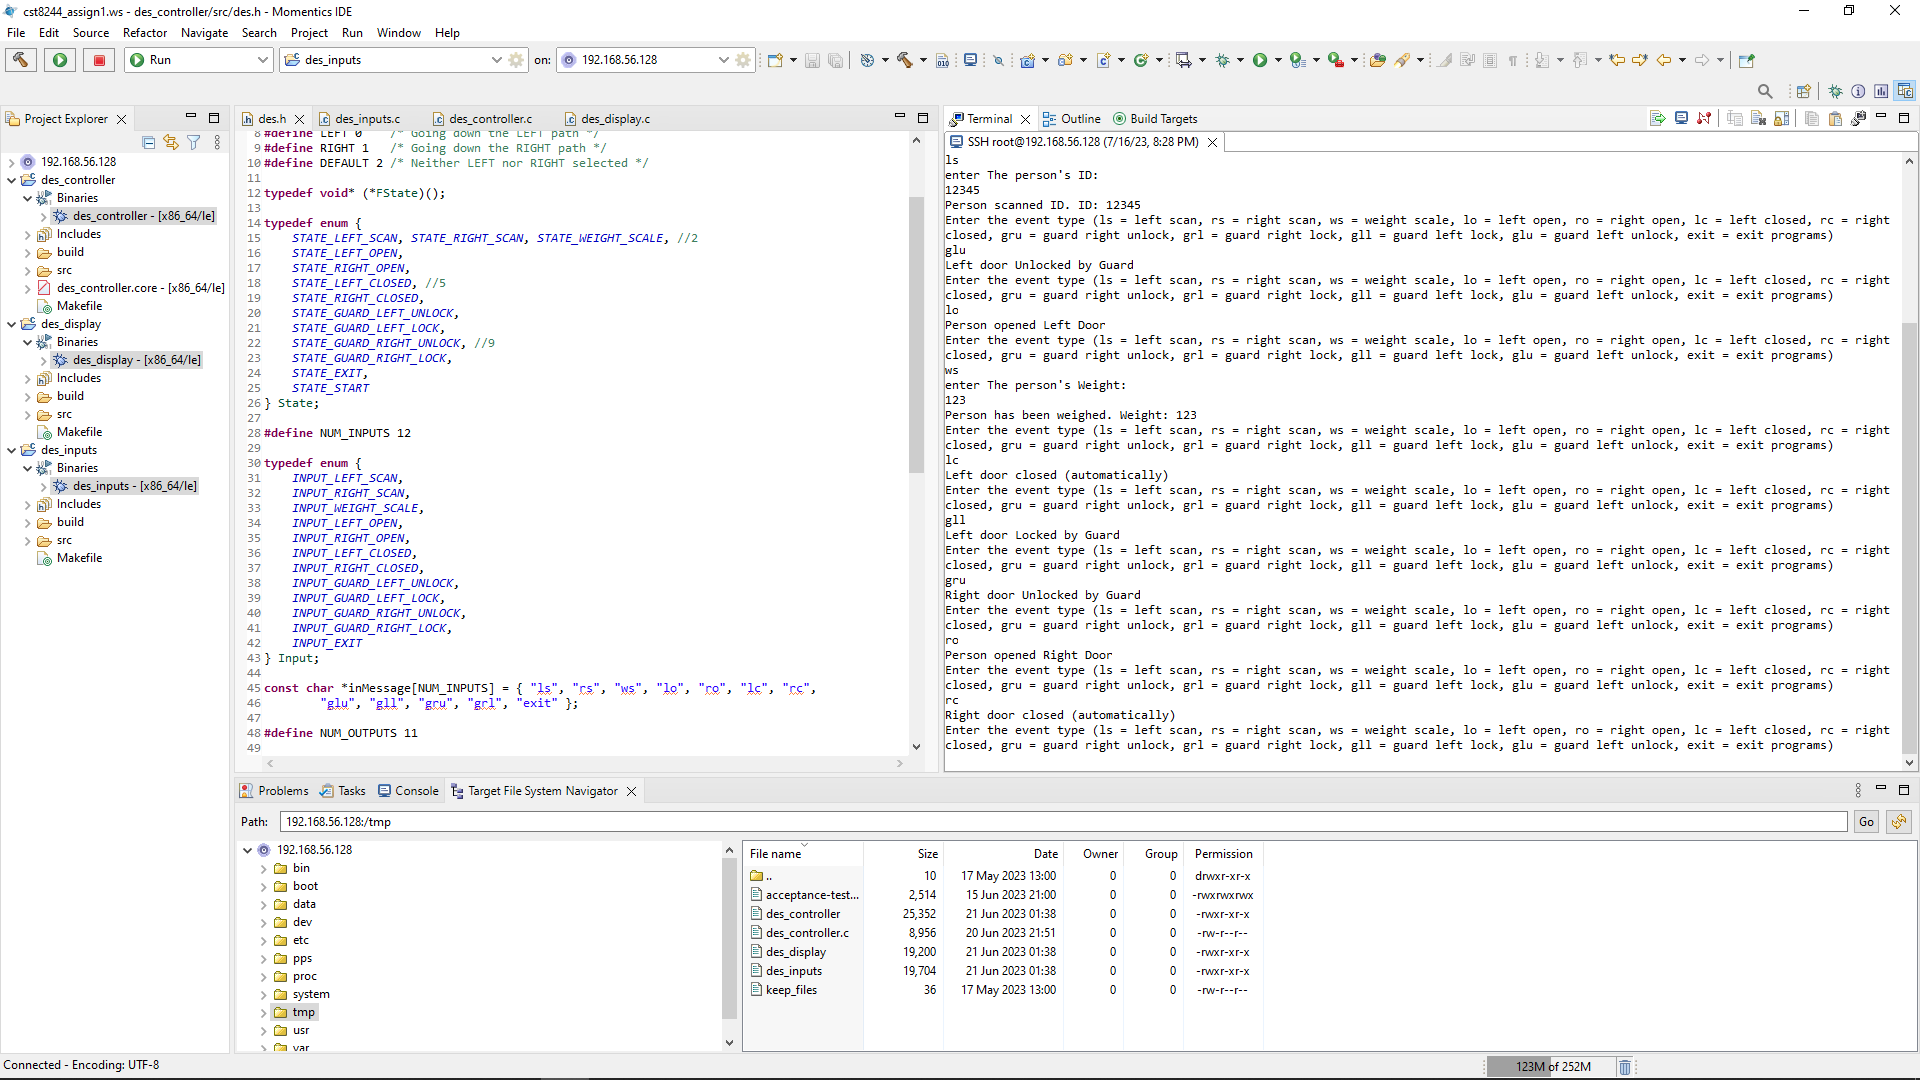 cst8244_assign1.ws - des_controller/src/des.h - Momentics IDE
File Edit Source Refactor Navigate Search Project Run Window Help
Run
des_inputs
on:
192.168.56.128
Project Explorer
192.168.56.128
des_controller
Binaries
des_controller - [x86_64/le]
Includes
build
src
des_controller.core - [x86_64/le]
Makefile
des_display
Binaries
des_display - [x86_64/le]
Includes
build
src
Makefile
des_inputs
Binaries
des_inputs - [x86_64/le]
Includes
build
src
Makefile
des.h des_inputs.c des_controller.c des_display.c
8 #define LEFT 0 /* Going down the LEFT path */
9 #define RIGHT 1 /* Going down the RIGHT path */
10 #define DEFAULT 2 /* Neither LEFT nor RIGHT selected */
11
12 typedef void* (*FState)();
13
14 typedef enum {
15 STATE_LEFT_SCAN, STATE_RIGHT_SCAN, STATE_WEIGHT_SCALE, //2
16 STATE_LEFT_OPEN,
17 STATE_RIGHT_OPEN,
18 STATE_LEFT_CLOSED, //5
19 STATE_RIGHT_CLOSED,
20 STATE_GUARD_LEFT_UNLOCK,
21 STATE_GUARD_LEFT_LOCK,
22 STATE_GUARD_RIGHT_UNLOCK, //9
23 STATE_GUARD_RIGHT_LOCK,
24 STATE_EXIT,
25 STATE_START
26 } State;
27
28 #define NUM_INPUTS 12
29
30 typedef enum {
31 INPUT_LEFT_SCAN,
32 INPUT_RIGHT_SCAN,
33 INPUT_WEIGHT_SCALE,
34 INPUT_LEFT_OPEN,
35 INPUT_RIGHT_OPEN,
36 INPUT_LEFT_CLOSED,
37 INPUT_RIGHT_CLOSED,
38 INPUT_GUARD_LEFT_UNLOCK,
39 INPUT_GUARD_LEFT_LOCK,
40 INPUT_GUARD_RIGHT_UNLOCK,
41 INPUT_GUARD_RIGHT_LOCK,
42 INPUT_EXIT
43 } Input;
44
45 const char *inMessage[NUM_INPUTS] = { "ls", "rs", "ws", "lo", "ro", "lc", "rc",
46 "glu", "gll", "gru", "grl", "exit" };
47
48 #define NUM_OUTPUTS 11
49
Terminal Outline Build Targets
SSH root@192.168.56.128 (7/16/23, 8:28 PM)
ls
enter The person's ID:
12345
Person scanned ID. ID: 12345
Enter the event type (ls = left scan, rs = right scan, ws = weight scale, lo = left open, ro = right open, lc = left closed, rc = right
closed, gru = guard right unlock, grl = guard right lock, gll = guard left lock, glu = guard left unlock, exit = exit programs)
glu
Left door Unlocked by Guard
Enter the event type (ls = left scan, rs = right scan, ws = weight scale, lo = left open, ro = right open, lc = left closed, rc = right
closed, gru = guard right unlock, grl = guard right lock, gll = guard left lock, glu = guard left unlock, exit = exit programs)
lo
Person opened Left Door
Enter the event type (ls = left scan, rs = right scan, ws = weight scale, lo = left open, ro = right open, lc = left closed, rc = right
closed, gru = guard right unlock, grl = guard right lock, gll = guard left lock, glu = guard left unlock, exit = exit programs)
ws
enter The person's Weight:
123
Person has been weighed. Weight: 123
Enter the event type (ls = left scan, rs = right scan, ws = weight scale, lo = left open, ro = right open, lc = left closed, rc = right
closed, gru = guard right unlock, grl = guard right lock, gll = guard left lock, glu = guard left unlock, exit = exit programs)
lc
Left door closed (automatically)
Enter the event type (ls = left scan, rs = right scan, ws = weight scale, lo = left open, ro = right open, lc = left closed, rc = right
closed, gru = guard right unlock, grl = guard right lock, gll = guard left lock, glu = guard left unlock, exit = exit programs)
gll
Left door Locked by Guard
Enter the event type (ls = left scan, rs = right scan, ws = weight scale, lo = left open, ro = right open, lc = left closed, rc = right
closed, gru = guard right unlock, grl = guard right lock, gll = guard left lock, glu = guard left unlock, exit = exit programs)
gru
Right door Unlocked by Guard
Enter the event type (ls = left scan, rs = right scan, ws = weight scale, lo = left open, ro = right open, lc = left closed, rc = right
closed, gru = guard right unlock, grl = guard right lock, gll = guard left lock, glu = guard left unlock, exit = exit programs)
ro
Person opened Right Door
Enter the event type (ls = left scan, rs = right scan, ws = weight scale, lo = left open, ro = right open, lc = left closed, rc = right
closed, gru = guard right unlock, grl = guard right lock, gll = guard left lock, glu = guard left unlock, exit = exit programs)
rc
Right door closed (automatically)
Enter the event type (ls = left scan, rs = right scan, ws = weight scale, lo = left open, ro = right open, lc = left closed, rc = right
closed, gru = guard right unlock, grl = guard right lock, gll = guard left lock, glu = guard left unlock, exit = exit programs)
Problems Tasks Console Target File System Navigator
Path: 192.168.56.128:/tmp Go
192.168.56.128
bin
boot
data
dev
etc
pps
proc
system
tmp
usr
var
File name Size Date Owner Group Permission
.. 10 17 May 2023 13:00 0 0 drwxr-xr-x
acceptance-test... 2,514 15 Jun 2023 21:00 0 0 -rwxrwxrwx
des_controller 25,352 21 Jun 2023 01:38 0 0 -rwxr-xr-x
des_controller.c 8,956 20 Jun 2023 21:51 0 0 -rw-r--r--
des_display 19,200 21 Jun 2023 01:38 0 0 -rwxr-xr-x
des_inputs 19,704 21 Jun 2023 01:38 0 0 -rwxr-xr-x
keep_files 36 17 May 2023 13:00 0 0 -rw-r--r--
Connected - Encoding: UTF-8
123M of 252M